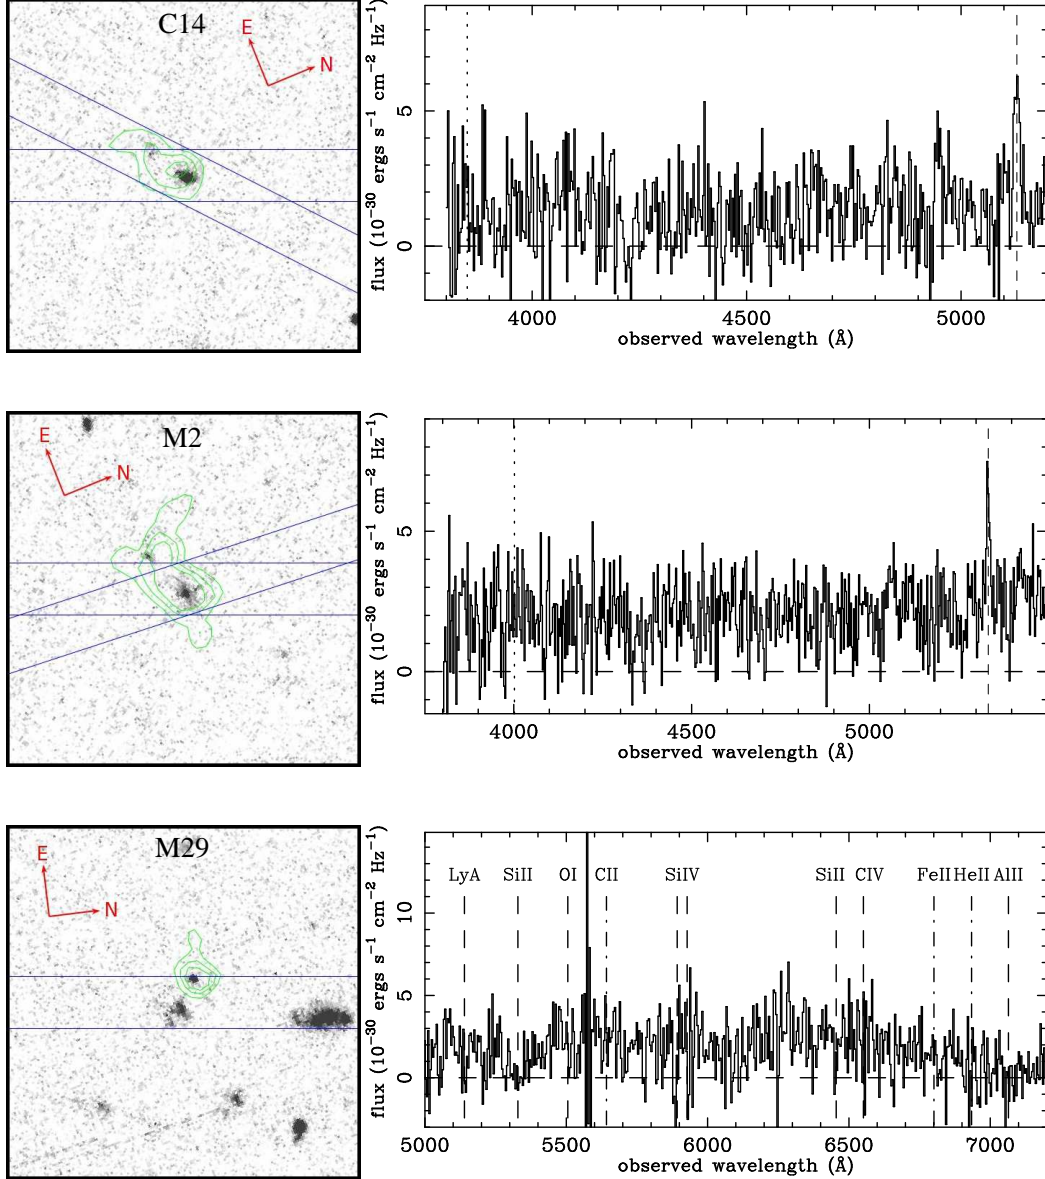 C14
E
N
flux (10−30 ergs s−1 cm−2 Hz−1)
5
0
4000 4500 5000
observed wavelength (Å)
M2
E
N
flux (10−30 ergs s−1 cm−2 Hz−1)
5
0
4000 4500 5000
observed wavelength (Å)
M29
E
N
flux (10−30 ergs s−1 cm−2 Hz−1)
LyA SiII OI CII SiIV SiII CIV FeII HeII AlII
10
5
0
5000 5500 6000 6500 7000
observed wavelength (Å)